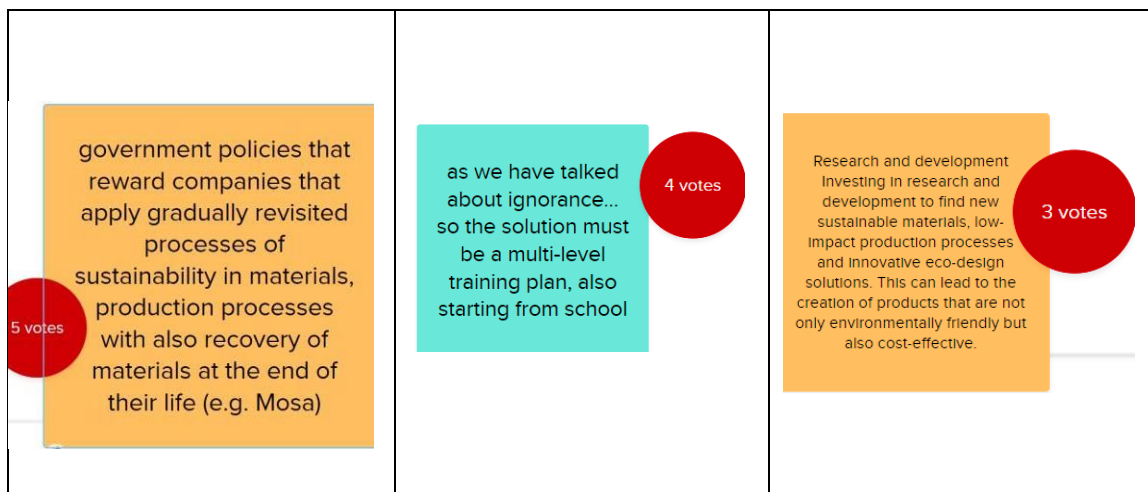 government policies that
reward companies that
apply gradually revisited
processes of
sustainability in materials,
production processes
with also recovery of
materials at the end of
their life (e.g. Mosa)
5 votes
as we have talked
about ignorance...
so the solution must
be a multi-level
training plan, also
starting from school
4 votes
Research and development
Investing in research and
development to find new
sustainable materials, low-
impact production processes
and innovative eco-design
solutions. This can lead to the
creation of products that are not
only environmentally friendly but
also cost-effective.
3 votes